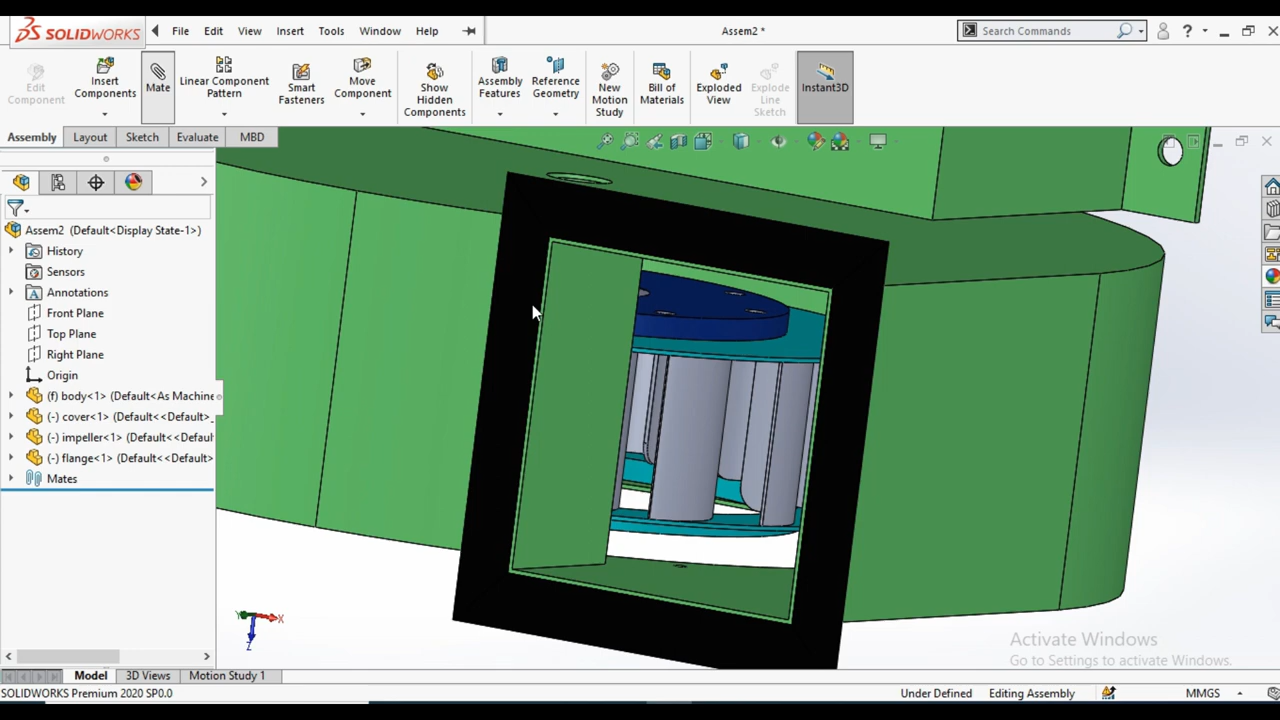 SOLIDWORKS File Edit View Insert Tools Window Help Assem2 * Search Commands ?
Edit Component
Insert Components
Mate
Linear Component Pattern
Smart Fasteners
Move Component
Show Hidden Components
Assembly Features
Reference Geometry
New Motion Study
Bill of Materials
Exploded View
Explode Line Sketch
Instant3D
Assembly Layout Sketch Evaluate MBD
Assem2 (Default<Display State-1>)
History
Sensors
Annotations
Front Plane
Top Plane
Right Plane
Origin
(f) body<1> (Default<As Machine
(-) cover<1> (Default<<Default>_
(-) impeller<1> (Default<<Defaul
(-) flange<1> (Default<<Default>
Mates
Y X
Z
Activate Windows
Go to Settings to activate Windows.
Model 3D Views Motion Study 1
SOLIDWORKS Premium 2020 SP0.0 Under Defined Editing Assembly MMGS